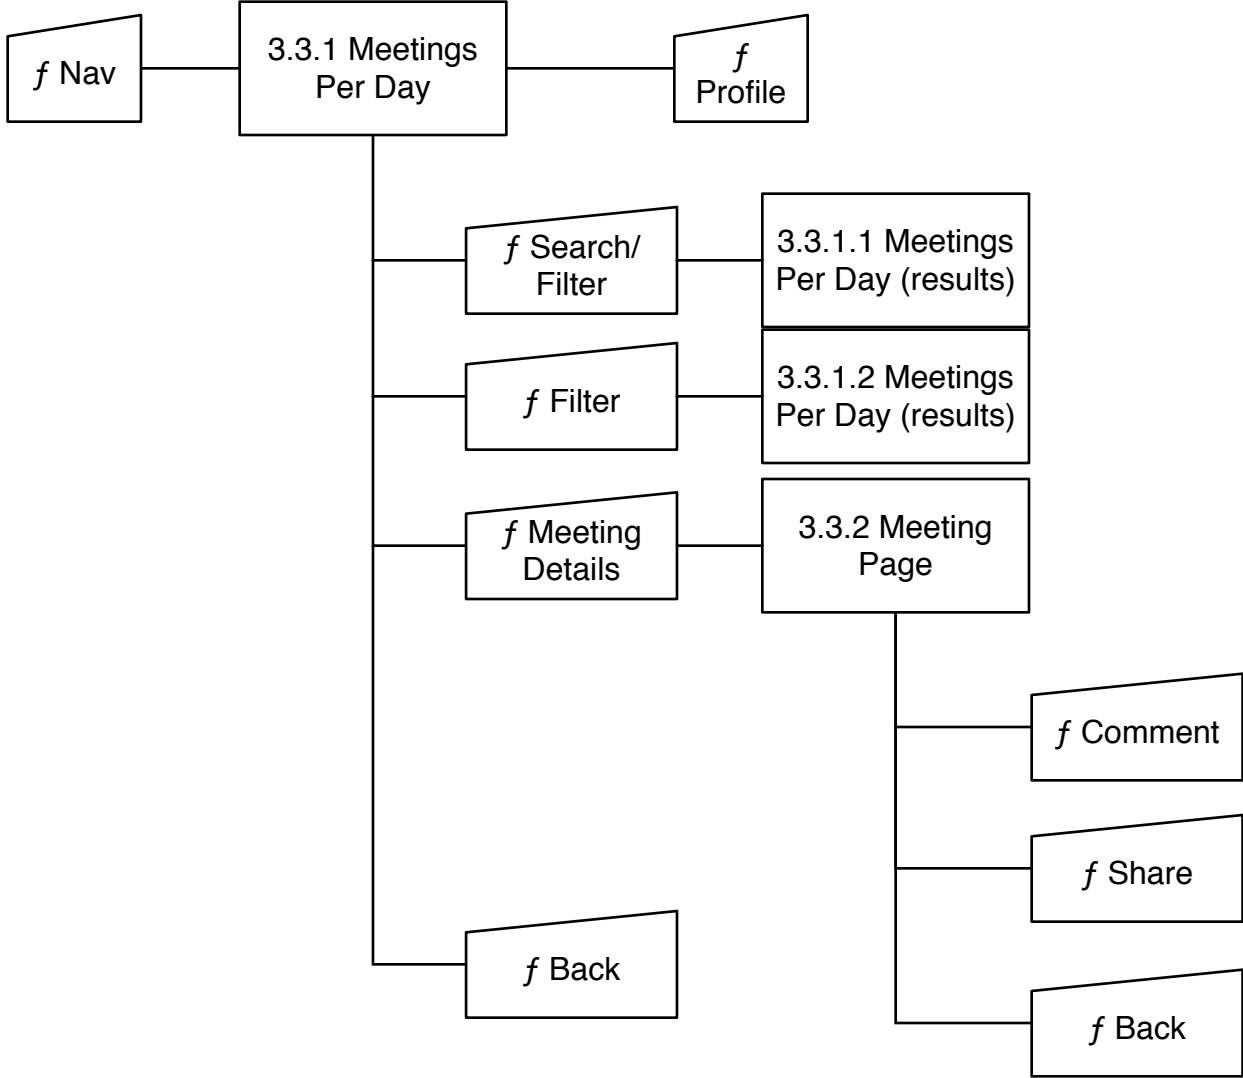 ƒ Nav
3.3.1 Meetings
Per Day
ƒ
Profile
ƒ Search/
Filter
3.3.1.1 Meetings
Per Day (results)
ƒ Filter
3.3.1.2 Meetings
Per Day (results)
ƒ Meeting
Details
3.3.2 Meeting
Page
ƒ Comment
ƒ Share
ƒ Back
ƒ Back